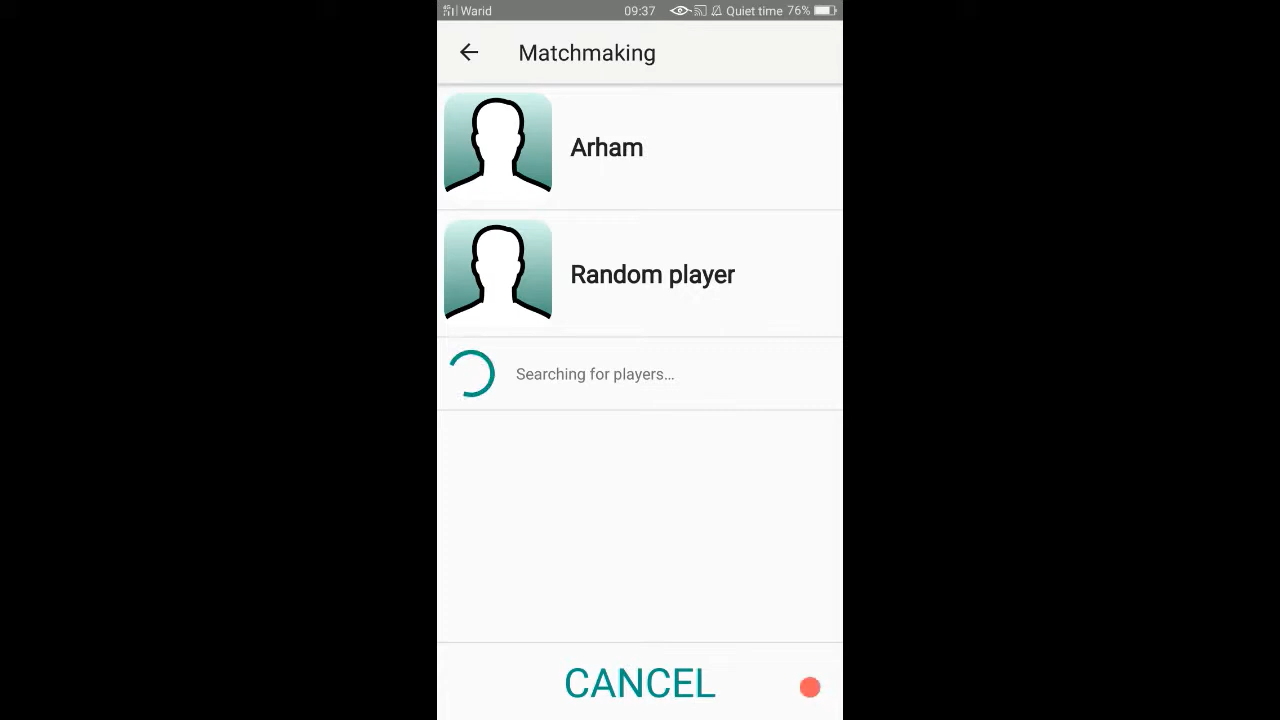 Warid 09:37 Quiet time 76%
Matchmaking
Arham
Random player
Searching for players...
CANCEL